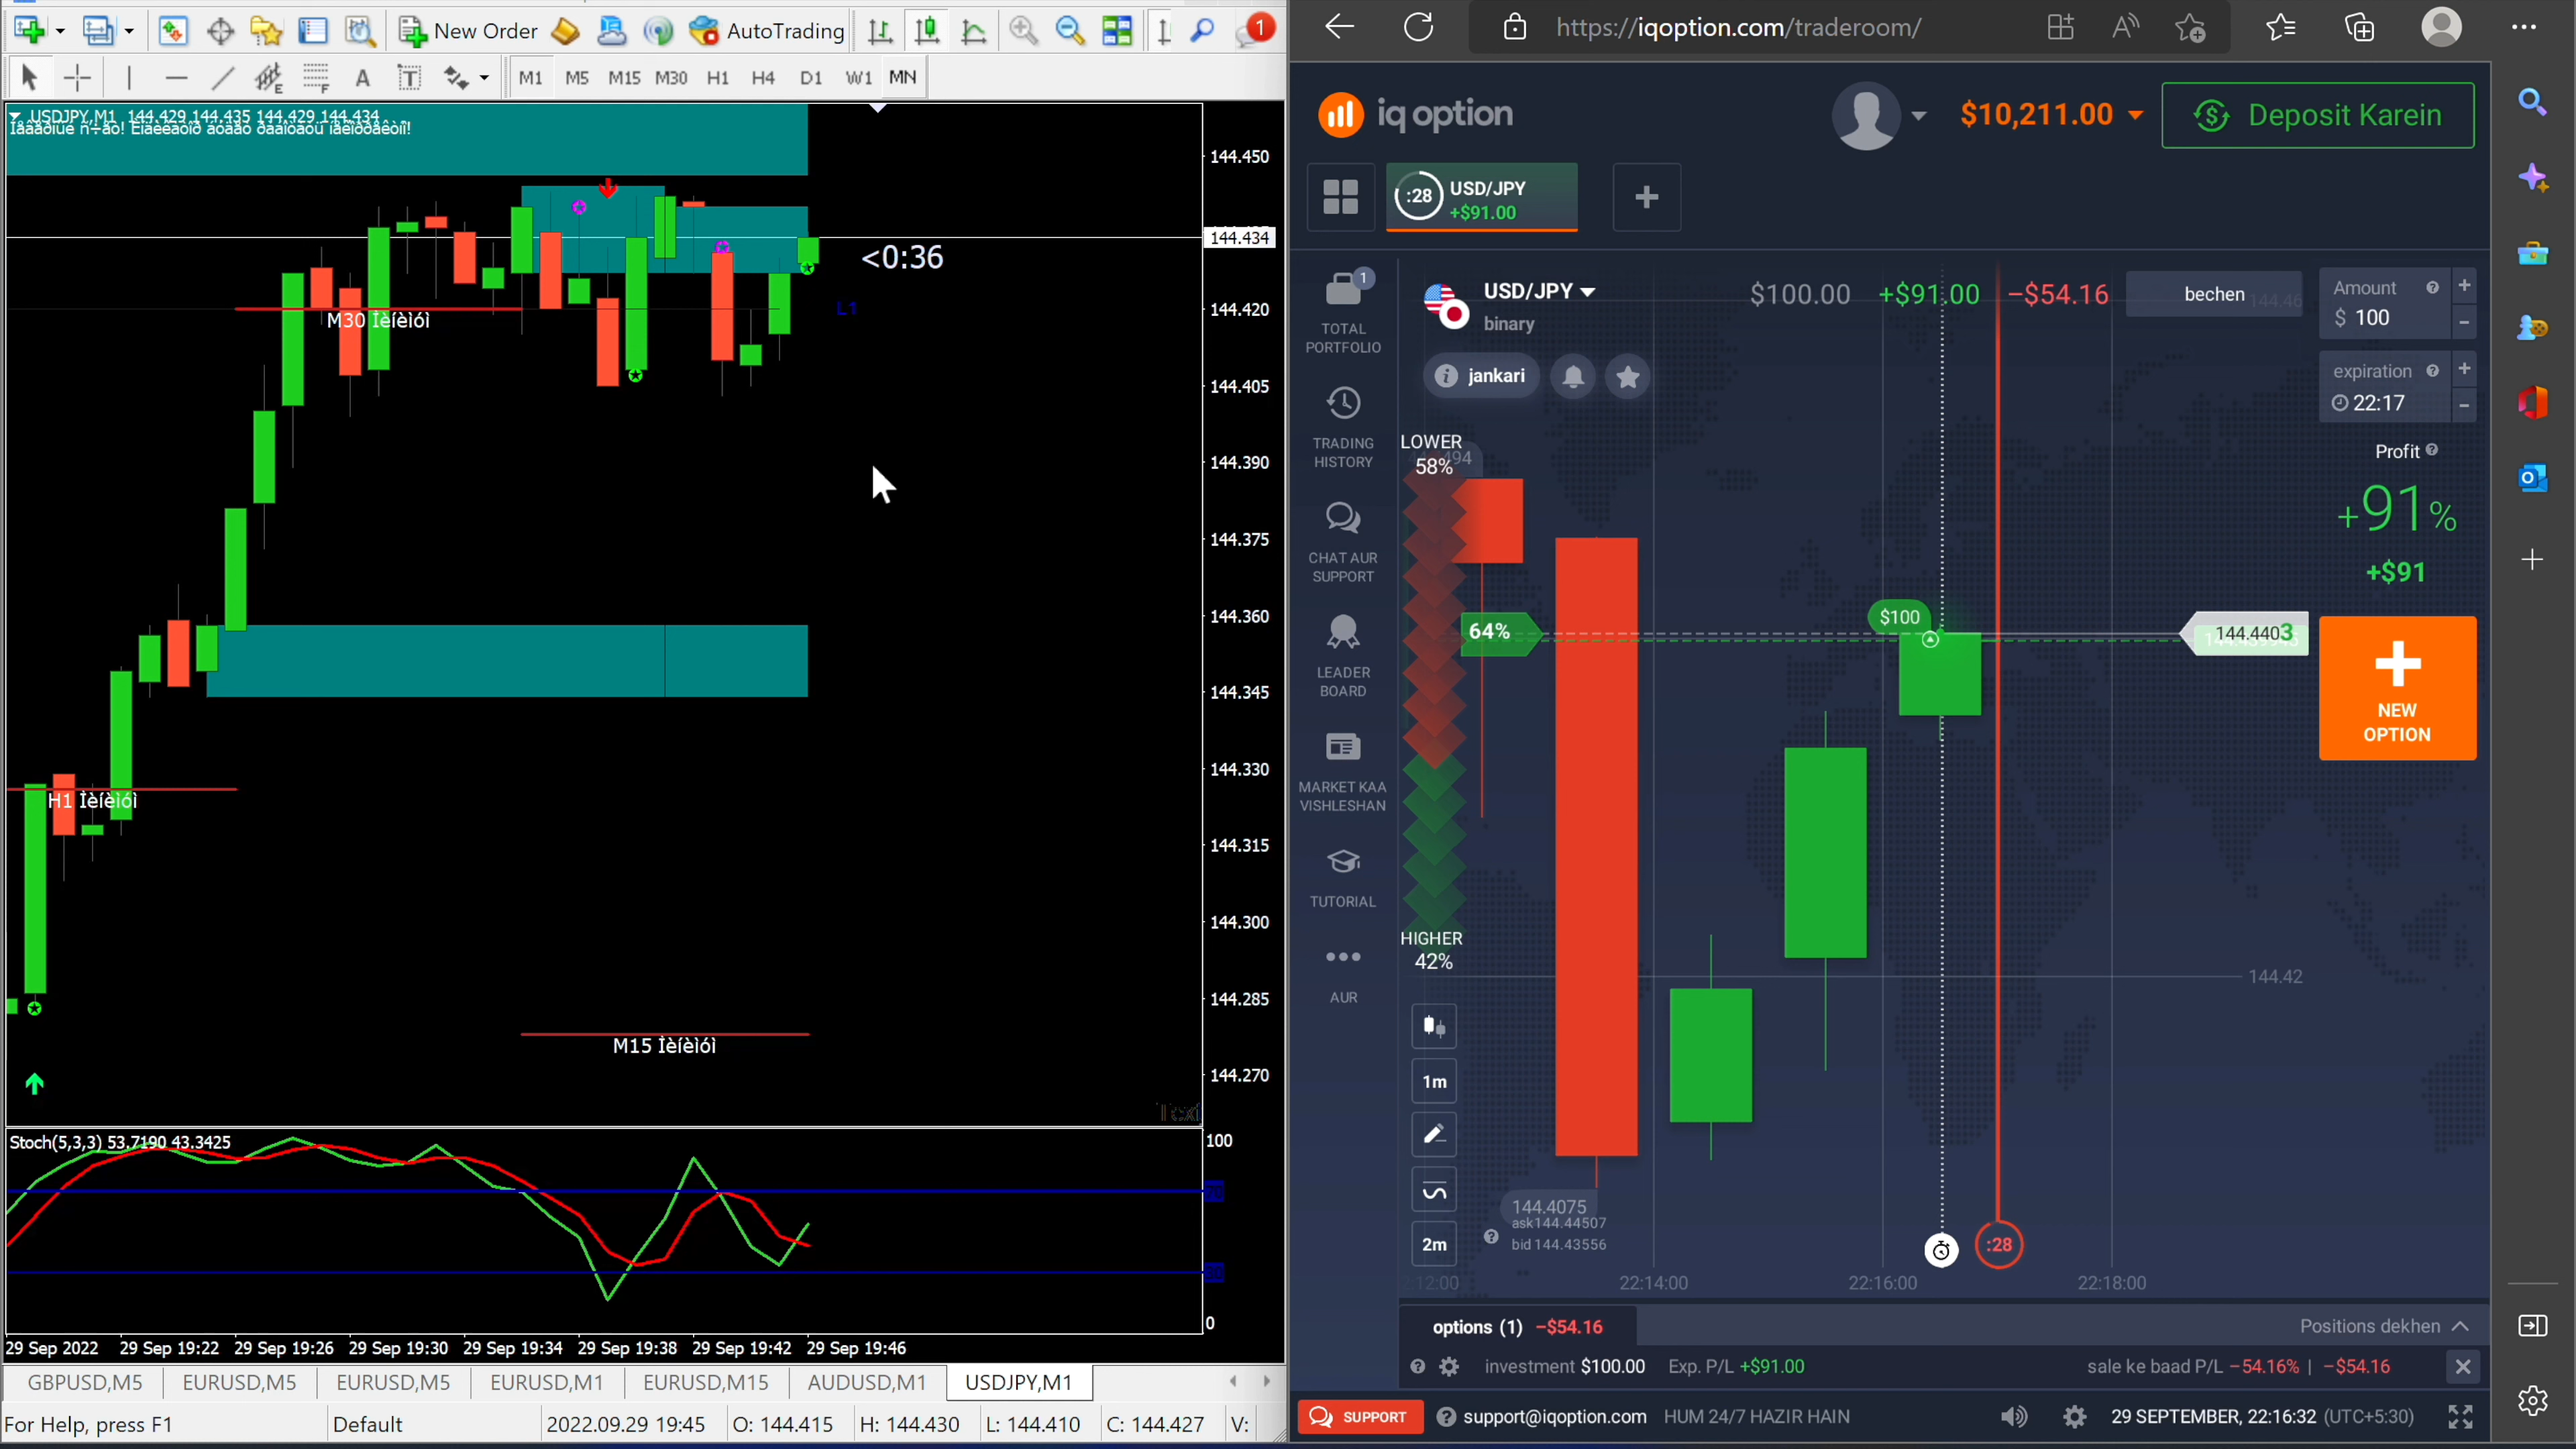 New Order
AutoTrading
1
A
T
E
F
M1 M5 M15 M30 H1 H4 D1 W1 MN
USDJPY,M1 144.429 144.435 144.429 144.434
144.450
144.434
144.420
144.405
144.390
144.375
144.360
144.345
144.330
144.315
144.300
144.285
144.270
<0:36
L1
M30 Ìèíèìóì
H1 Ìèíèìóì
M15 Ìèíèìóì
Text
Stoch(5,3,3) 53.7190 43.3425
100
0
29 Sep 2022 29 Sep 19:22 29 Sep 19:26 29 Sep 19:30 29 Sep 19:34 29 Sep 19:38 29 Sep 19:42 29 Sep 19:46
GBPUSD,M5 EURUSD,M5 EURUSD,M5 EURUSD,M1 EURUSD,M15 AUDUSD,M1 USDJPY,M1
For Help, press F1 Default 2022.09.29 19:45 O: 144.415 H: 144.430 L: 144.410 C: 144.427 V:
https://iqoption.com/traderoom/
iq option
$10,211.00
Deposit Karein
:28
USD/JPY
+$91.00
TOTAL
PORTFOLIO
1
TRADING
HISTORY
CHAT AUR
SUPPORT
LEADER
BOARD
MARKET KAA
VISHLESHAN
TUTORIAL
AUR
USD/JPY
binary
jankari
$100.00 +$91.00 −$54.16
bechen
Amount
$ 100
expiration
22:17
Profit
+91%
+$91
NEW
OPTION
LOWER
58%
64%
$100
144.4403
HIGHER
42%
144.42
1m
2m
144.4075
ask144.44507
bid 144.43556
:28
22:14:00 22:16:00 22:18:00
options (1) −$54.16
Positions dekhen
investment $100.00 Exp. P/L +$91.00
sale ke baad P/L −54.16% | −$54.16
SUPPORT
support@iqoption.com HUM 24/7 HAZIR HAIN
29 SEPTEMBER, 22:16:32 (UTC+5:30)